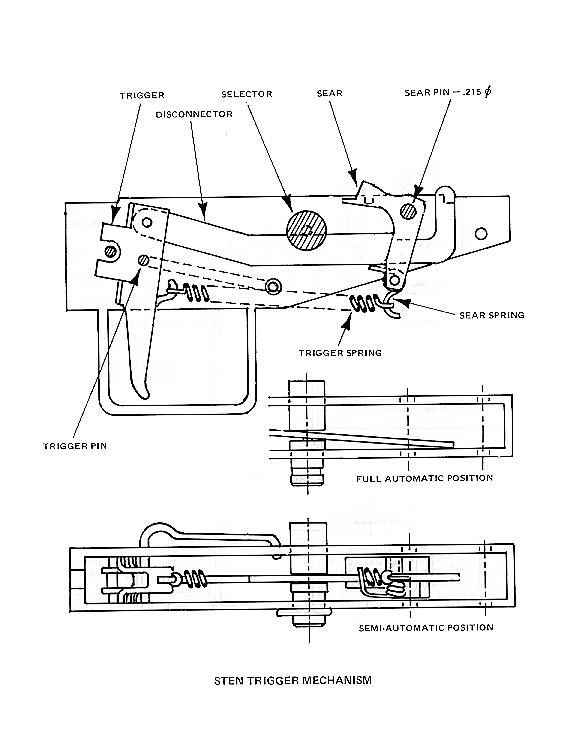 TRIGGER
SELECTOR
SEAR
SEAR PIN – .215 ϕ
DISCONNECTOR
SEAR SPRING
TRIGGER SPRING
TRIGGER PIN
FULL AUTOMATIC POSITION
SEMI-AUTOMATIC POSITION
STEN TRIGGER MECHANISM